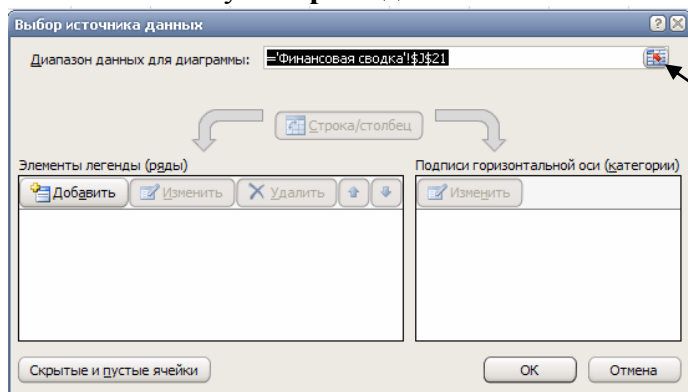 Выбор источника данных
Диапазон данных для диаграммы: ='Финансовая сводка'!$J$21
Строка/столбец
Элементы легенды (ряды)
Подписи горизонтальной оси (категории)
Добавить Изменить Удалить
Изменить
Скрытые и пустые ячейки
ОК Отмена